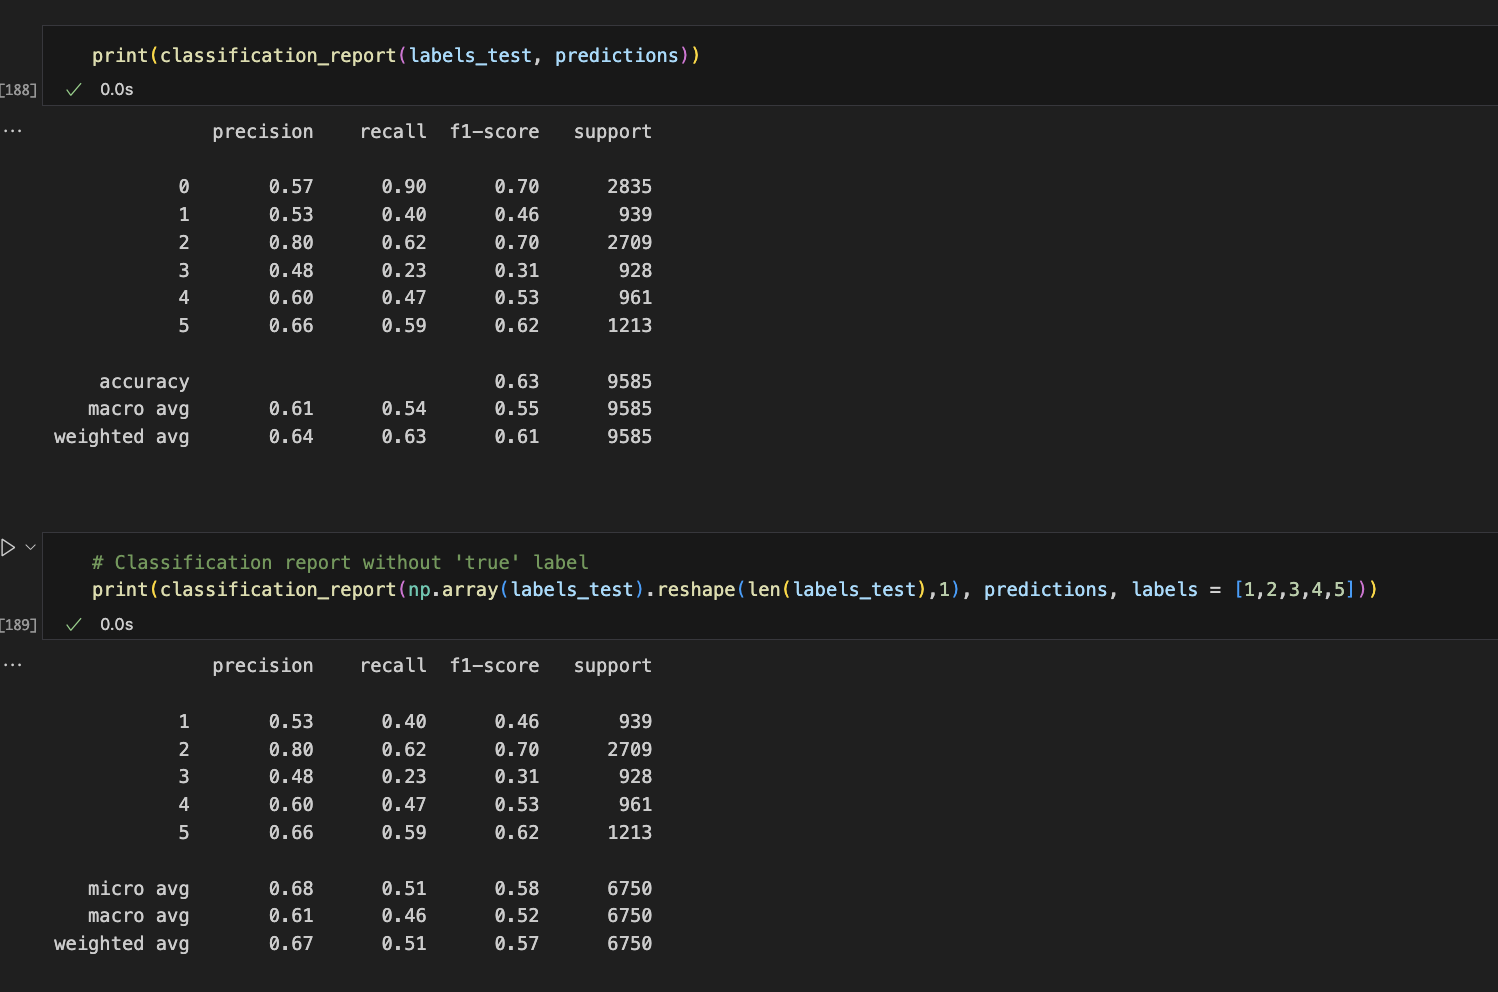 print(classification_report(labels_test, predictions))
[188] 0.0s
...
precision recall f1-score support
0 0.57 0.90 0.70 2835
1 0.53 0.40 0.46 939
2 0.80 0.62 0.70 2709
3 0.48 0.23 0.31 928
4 0.60 0.47 0.53 961
5 0.66 0.59 0.62 1213
accuracy 0.63 9585
macro avg 0.61 0.54 0.55 9585
weighted avg 0.64 0.63 0.61 9585
# Classification report without 'true' label
print(classification_report(np.array(labels_test).reshape(len(labels_test),1), predictions, labels = [1,2,3,4,5]))
[189] 0.0s
...
precision recall f1-score support
1 0.53 0.40 0.46 939
2 0.80 0.62 0.70 2709
3 0.48 0.23 0.31 928
4 0.60 0.47 0.53 961
5 0.66 0.59 0.62 1213
micro avg 0.68 0.51 0.58 6750
macro avg 0.61 0.46 0.52 6750
weighted avg 0.67 0.51 0.57 6750